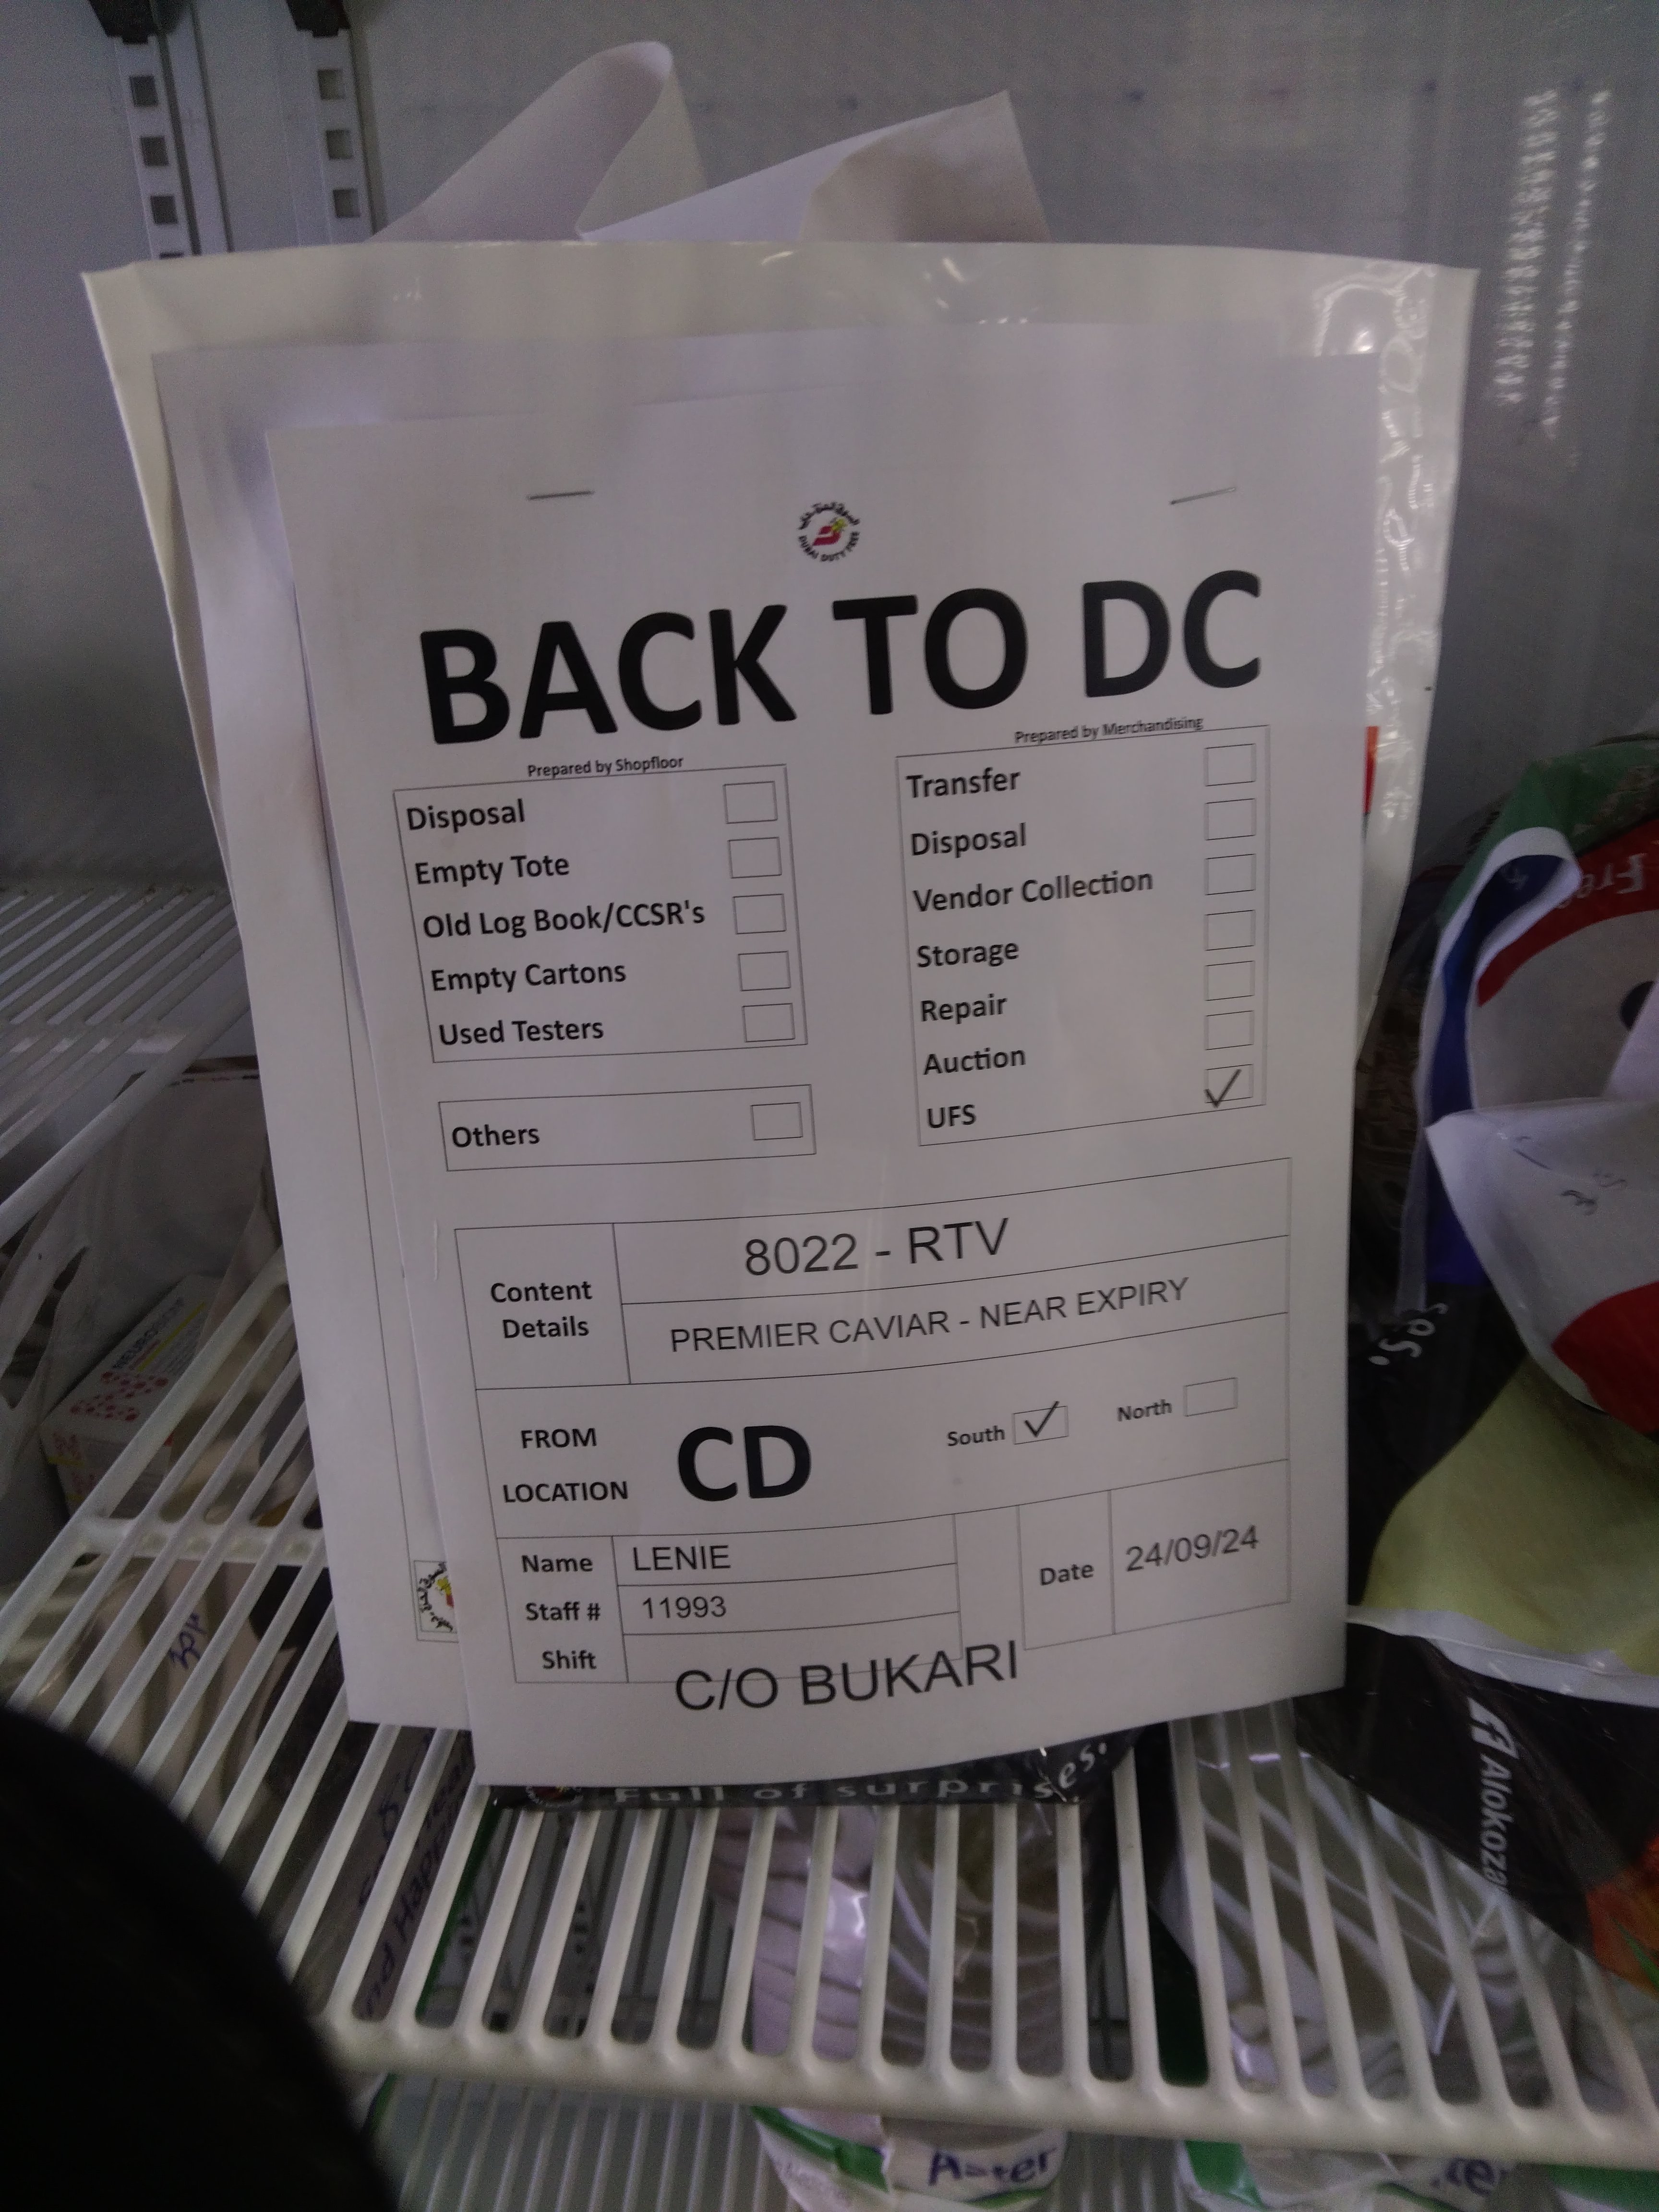 السوق الحرة دبي
DUBAI DUTY FREE
BACK TO DC
Prepared by Shopfloor
Disposal
Empty Tote
Old Log Book/CCSR's
Empty Cartons
Used Testers
Others
Prepared by Merchandising
Transfer
Disposal
Vendor Collection
Storage
Repair
Auction
UFS
Content Details
8022 - RTV
PREMIER CAVIAR - NEAR EXPIRY
FROM LOCATION
CD
South
North
Name LENIE
Staff # 11993
Shift
Date 24/09/24
C/O BUKARI
Full of surprises.
Alokozay